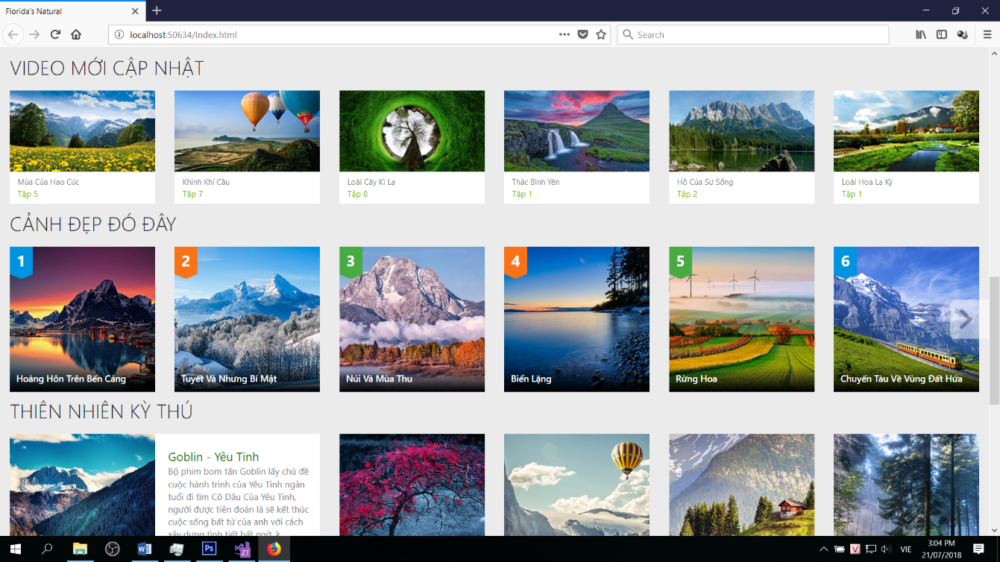 Florida's Natural
localhost:50634/Index.html
Search
VIDEO MỚI CẬP NHẬT
Mùa Của Hao Cúc
Tập 5
Khinh Khí Cầu
Tập 7
Loài Cây Kì Lạ
Tập 8
Thác Bình Yên
Tập 1
Hồ Của Sự Sống
Tập 2
Loài Hoa Lạ Kỳ
Tập 1
CẢNH ĐẸP ĐÓ ĐÂY
1
Hoàng Hôn Trên Bến Cảng
2
Tuyết Và Nhưng Bí Mật
3
Núi Và Mùa Thu
4
Biển Lặng
5
Rừng Hoa
6
Chuyến Tàu Về Vùng Đất Hứa
THIÊN NHIÊN KỲ THÚ
Goblin - Yêu Tinh
Bộ phim bom tấn Goblin lấy chủ đề
cuộc hành trình của Yêu Tinh ngàn
tuổi đi tìm Cô Dâu Của Yêu Tinh,
người được tiên đoán là sẽ kết thúc
cuộc sống bất tử của anh với cách
xây dựng tình tiết bất ngờ, k
W
Ps
ZT
V
VIE
3:04 PM
21/07/2018